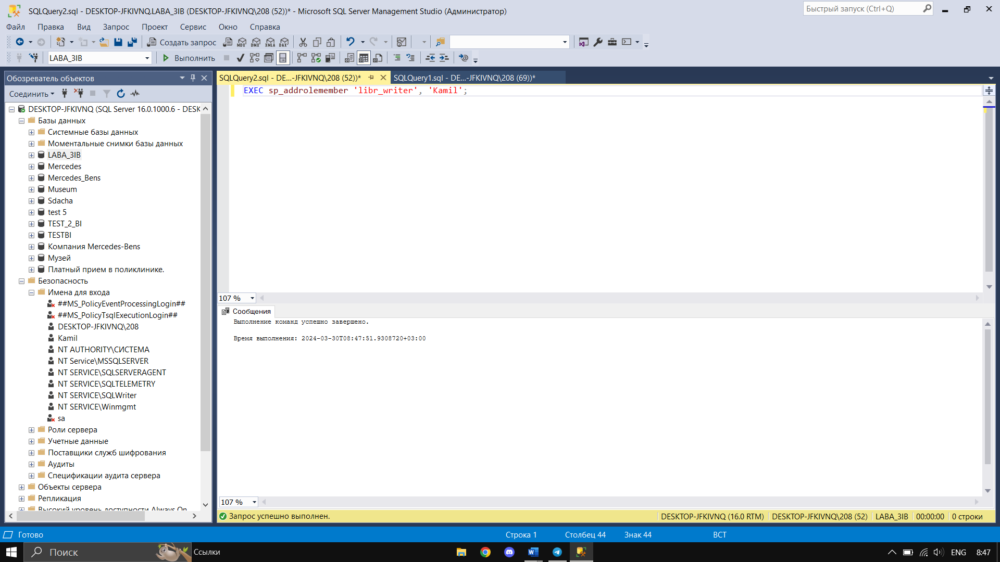 SQLQuery2.sql - DESKTOP-JFKIVNQ.LABA_3IB (DESKTOP-JFKIVNQ\208 (52))* - Microsoft SQL Server Management Studio (Администратор)
Быстрый запуск (Ctrl+Q)
Файл Правка Вид Запрос Проект Сервис Окно Справка
Создать запрос MDX DMX XMLA DAX
LABA_3IB Выполнить
Обозреватель объектов
Соединить
DESKTOP-JFKIVNQ (SQL Server 16.0.1000.6 - DESK
Базы данных
Системные базы данных
Моментальные снимки базы данных
LABA_3IB
Mercedes
Mercedes_Bens
Museum
Sdacha
test 5
TEST_2_BI
TESTBI
Компания Mercedes-Bens
Музей
Платный прием в поликлинике.
Безопасность
Имена для входа
##MS_PolicyEventProcessingLogin##
##MS_PolicyTsqlExecutionLogin##
DESKTOP-JFKIVNQ\208
Kamil
NT AUTHORITY\СИСТЕМА
NT Service\MSSQLSERVER
NT SERVICE\SQLSERVERAGENT
NT SERVICE\SQLTELEMETRY
NT SERVICE\SQLWriter
NT SERVICE\Winmgmt
sa
Роли сервера
Учетные данные
Поставщики служб шифрования
Аудиты
Спецификации аудита сервера
Объекты сервера
Репликация
Высокий уровень доступности Always On
SQLQuery2.sql - DE...-JFKIVNQ\208 (52))* SQLQuery1.sql - DE...-JFKIVNQ\208 (69))*
EXEC sp_addrolemember 'libr_writer', 'Kamil';
107 %
Сообщения
Выполнение команд успешно завершено.
Время выполнения: 2024-03-30T08:47:51.9308720+03:00
107 %
Запрос успешно выполнен. DESKTOP-JFKIVNQ (16.0 RTM) DESKTOP-JFKIVNQ\208 (52) LABA_3IB 00:00:00 0 строки
Готово Строка 1 Столбец 44 Знак 44 ВСТ
Поиск Ссылки ENG 8:47